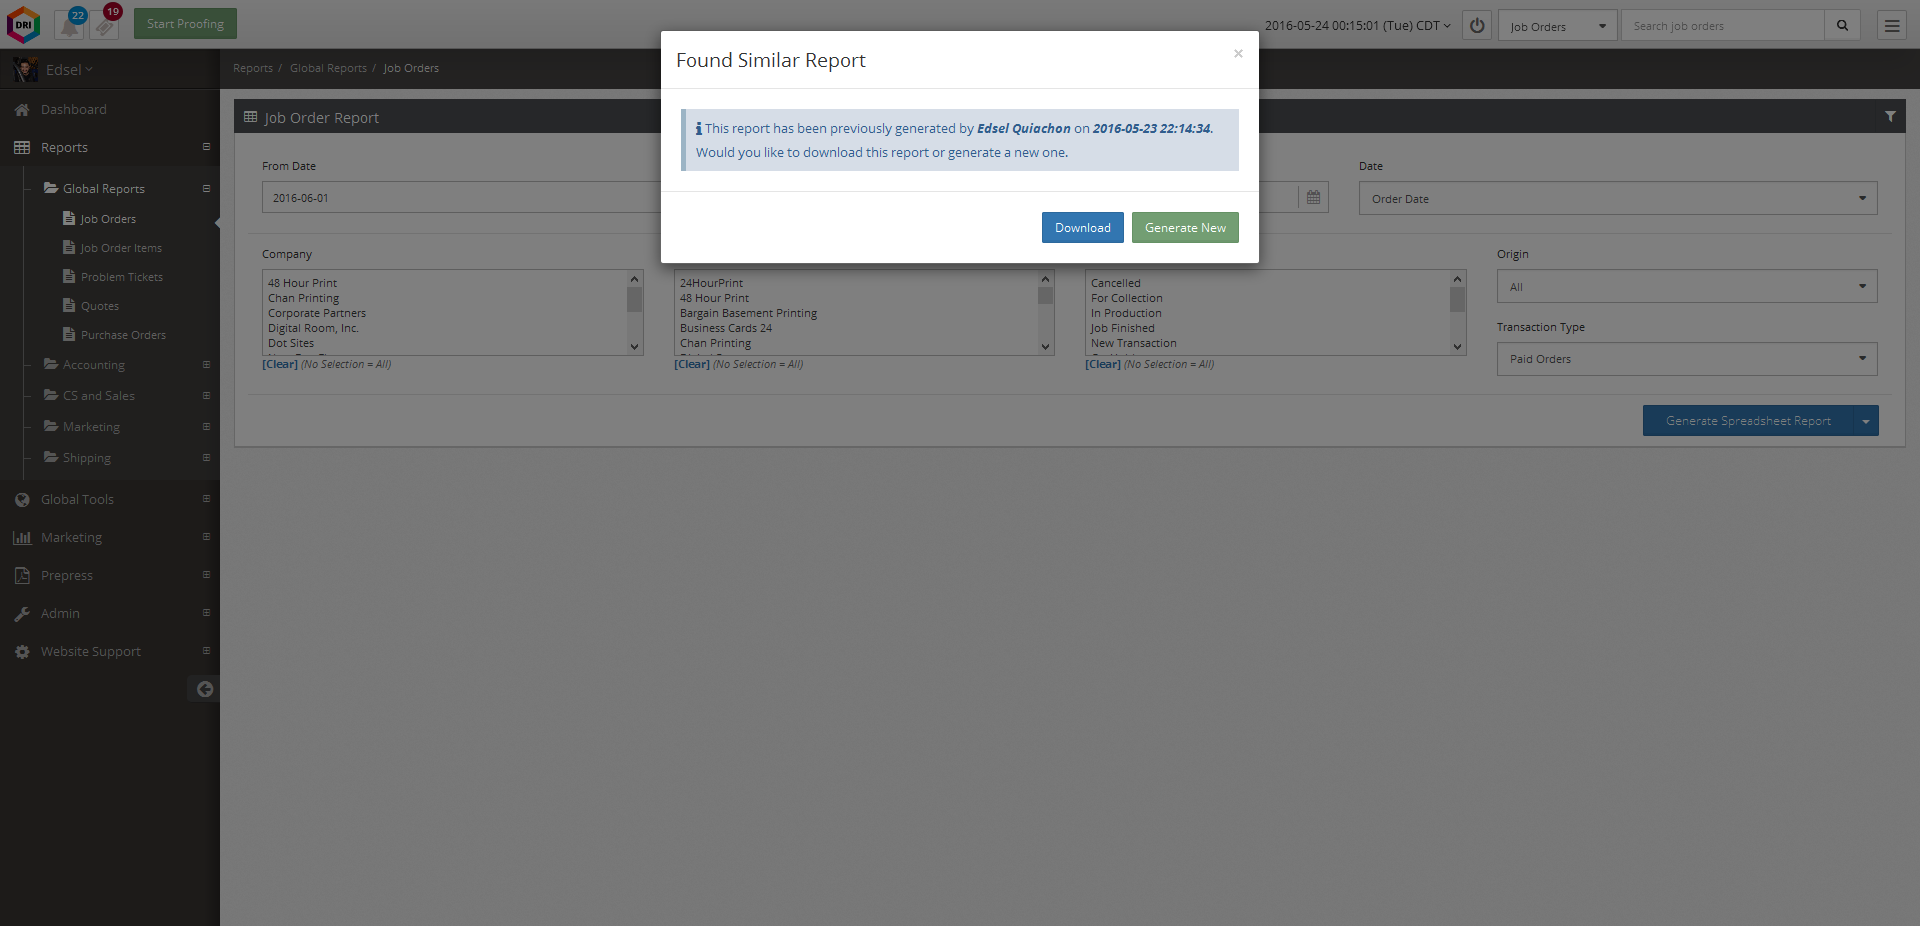 DRI
22
19
Start Proofing
2016-05-24 00:15:01 (Tue) CDT
Job Orders
Search job orders
Edsel
Dashboard
Reports
Global Reports
Job Orders
Job Order Items
Problem Tickets
Quotes
Purchase Orders
Accounting
CS and Sales
Marketing
Shipping
Global Tools
Marketing
Prepress
Admin
Website Support
Reports / Global Reports / Job Orders
Job Order Report
Found Similar Report
×
This report has been previously generated by Edsel Quiachon on 2016-05-23 22:14:34.
Would you like to download this report or generate a new one.
Download
Generate New
From Date
2016-06-01
Date
Order Date
Company
48 Hour Print
Chan Printing
Corporate Partners
Digital Room, Inc.
Dot Sites
[Clear] (No Selection = All)
24HourPrint
48 Hour Print
Bargain Basement Printing
Business Cards 24
Chan Printing
[Clear] (No Selection = All)
Cancelled
For Collection
In Production
Job Finished
New Transaction
[Clear] (No Selection = All)
Origin
All
Transaction Type
Paid Orders
Generate Spreadsheet Report